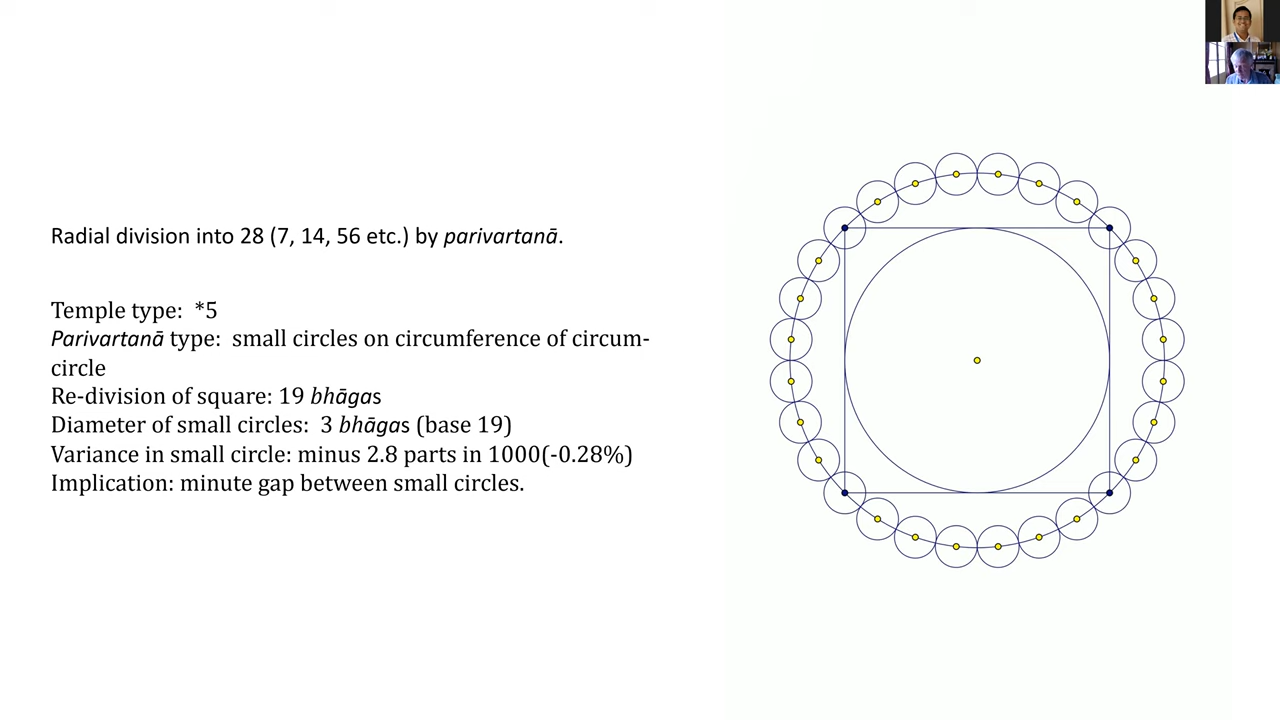 Radial division into 28 (7, 14, 56 etc.) by parivartanā.
Temple type: *5
Parivartanā type: small circles on circumference of circum-
circle
Re-division of square: 19 bhāgas
Diameter of small circles: 3 bhāgas (base 19)
Variance in small circle: minus 2.8 parts in 1000(-0.28%)
Implication: minute gap between small circles.